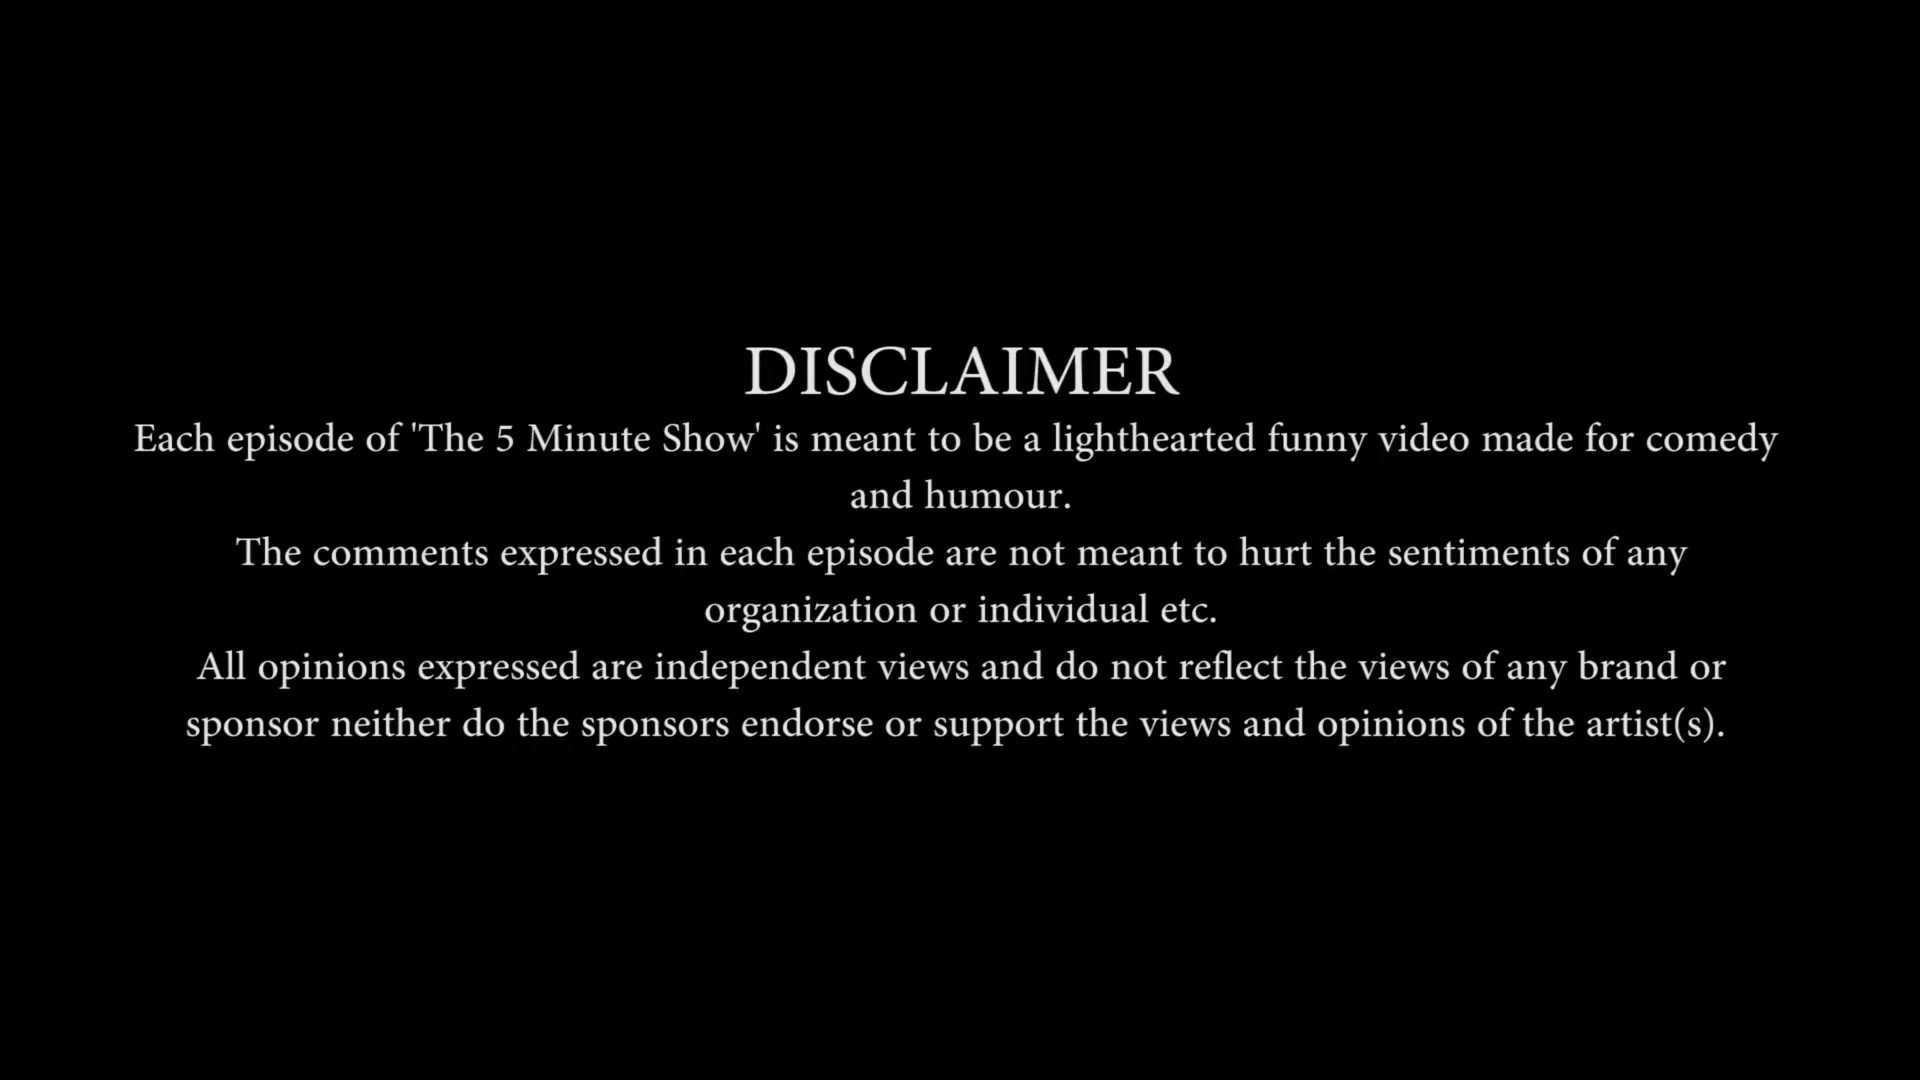 DISCLAIMER
Each episode of 'The 5 Minute Show' is meant to be a lighthearted funny video made for comedy
and humour.
The comments expressed in each episode are not meant to hurt the sentiments of any
organization or individual etc.
All opinions expressed are independent views and do not reflect the views of any brand or
sponsor neither do the sponsors endorse or support the views and opinions of the artist(s).